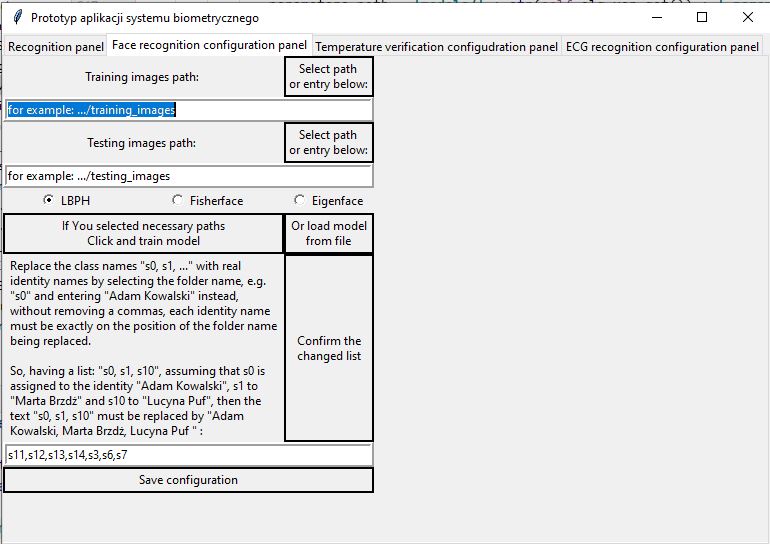 Prototyp aplikacji systemu biometrycznego
Recognition panel
Face recognition configuration panel
Temperature verification configudration panel
ECG recognition configuration panel
Training images path:
Select path
or entry below:
for example: .../training_images
Testing images path:
Select path
or entry below:
for example: .../testing_images
LBPH
Fisherface
Eigenface
If You selected necessary paths
Click and train model
Or load model
from file
Replace the class names "s0, s1, ..." with real
identity names by selecting the folder name, e.g.
"s0" and entering "Adam Kowalski" instead,
without removing a commas, each identity name
must be exactly on the position of the folder name
being replaced.
So, having a list: "s0, s1, s10", assuming that s0 is
assigned to the identity "Adam Kowalski", s1 to
"Marta Brzdż" and s10 to "Lucyna Puf", then the
text "s0, s1, s10" must be replaced by "Adam
Kowalski, Marta Brzdż, Lucyna Puf " :
Confirm the
changed list
s11,s12,s13,s14,s3,s6,s7
Save configuration